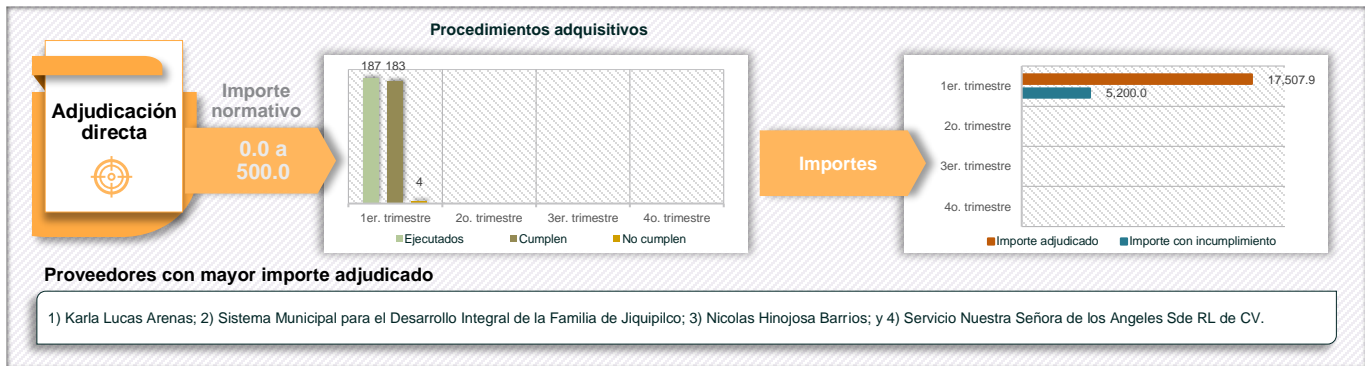 Procedimientos adquisitivos
Adjudicación
directa
Importe
normativo
0.0 a
500.0
187
183
4
1er. trimestre
2o. trimestre
3er. trimestre
4o. trimestre
Ejecutados
Cumplen
No cumplen
Importes
1er. trimestre
2o. trimestre
3er. trimestre
4o. trimestre
17,507.9
5,200.0
Importe adjudicado
Importe con incumplimiento
Proveedores con mayor importe adjudicado
1) Karla Lucas Arenas; 2) Sistema Municipal para el Desarrollo Integral de la Familia de Jiquipilco; 3) Nicolas Hinojosa Barrios; y 4) Servicio Nuestra Señora de los Angeles Sde RL de CV.